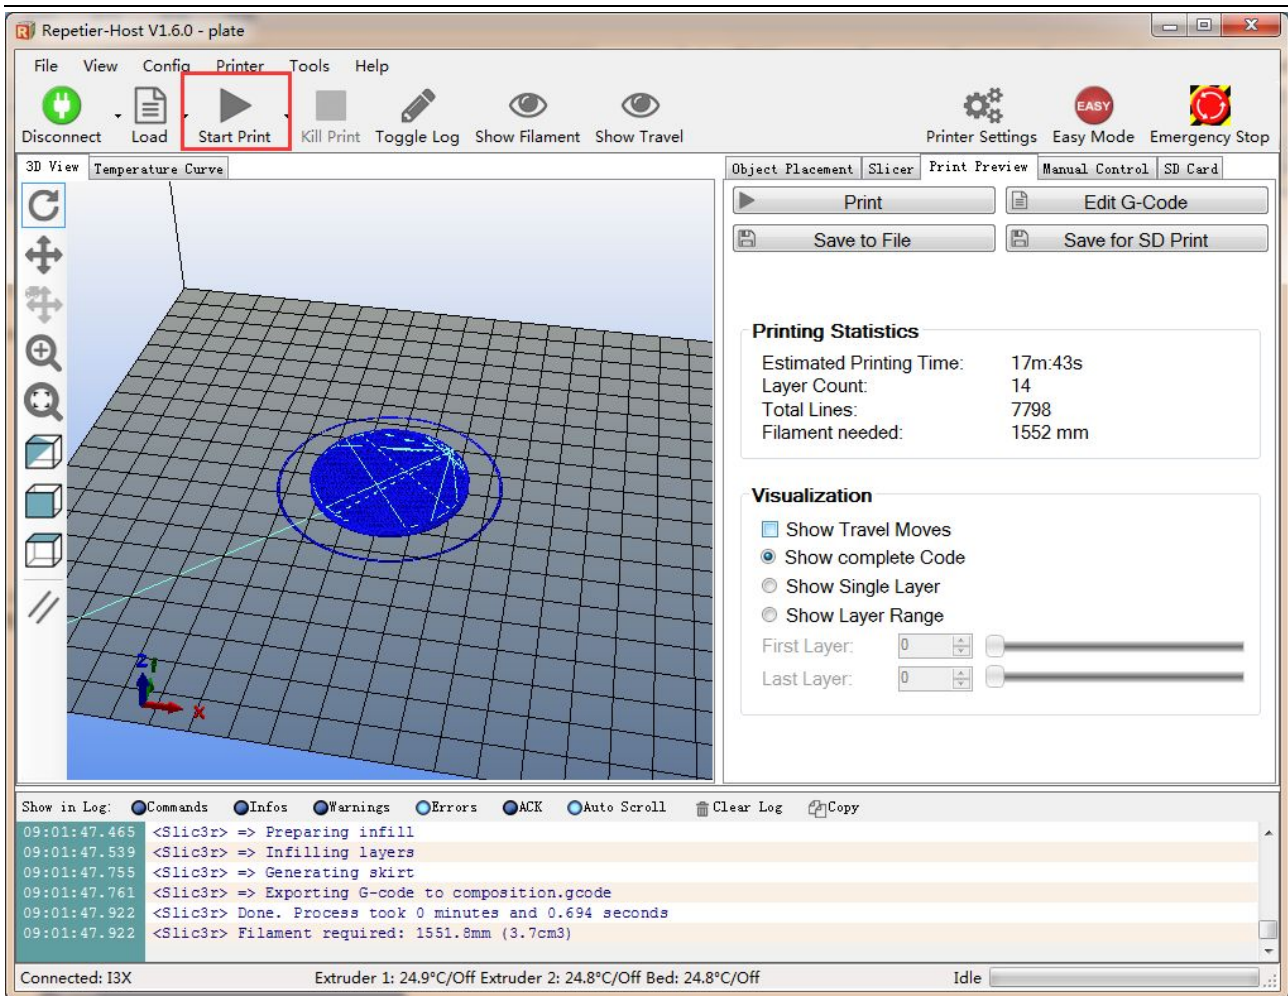 Repetier-Host V1.6.0 - plate
File View Config Printer Tools Help
Disconnect Load Start Print Kill Print Toggle Log Show Filament Show Travel Printer Settings Easy Mode Emergency Stop
EASY
3D View Temperature Curve Object Placement Slicer Print Preview Manual Control SD Card
Print Edit G-Code
Save to File Save for SD Print
Printing Statistics
Estimated Printing Time: 17m:43s
Layer Count: 14
Total Lines: 7798
Filament needed: 1552 mm
Visualization
Show Travel Moves
Show complete Code
Show Single Layer
Show Layer Range
First Layer: 0
Last Layer: 0
Z
X
Show in Log: Commands Infos Warnings Errors ACK Auto Scroll Clear Log Copy
09:01:47.465 <Slic3r> => Preparing infill
09:01:47.539 <Slic3r> => Infilling layers
09:01:47.755 <Slic3r> => Generating skirt
09:01:47.761 <Slic3r> => Exporting G-code to composition.gcode
09:01:47.922 <Slic3r> Done. Process took 0 minutes and 0.694 seconds
09:01:47.922 <Slic3r> Filament required: 1551.8mm (3.7cm3)
Connected: I3X Extruder 1: 24.9°C/Off Extruder 2: 24.8°C/Off Bed: 24.8°C/Off Idle